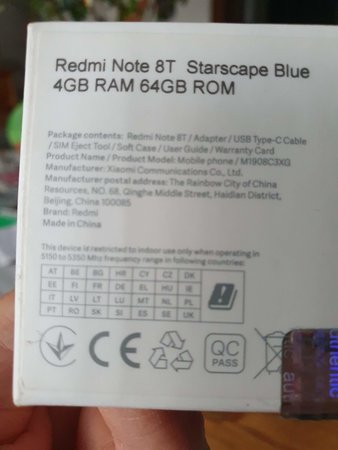 Redmi Note 8T Starscape Blue
4GB RAM 64GB ROM
Package contents: Redmi Note 8T / Adapter / USB Type-C Cable
/ SIM Eject Tool / Soft Case / User Guide / Warranty Card
Product Name / Product Model: Mobile phone / M1908C3XG
Manufacturer: Xiaomi Communications Co., Ltd.
Manufacturer postal address: The Rainbow City of China
Resources, NO. 68, Qinghe Middle Street, Haidian District,
Beijing, China 100085
Brand: Redmi
Made in China
This device is restricted to indoor use only when operating in
5150 to 5350 Mhz frequency range in following countries:
AT BE BG HR CY CZ DK
EE FI FR DE EL HU IE
IT LV LT LU MT NL PL
PT RO SK SI ES SE UK
CE
QC
PASS